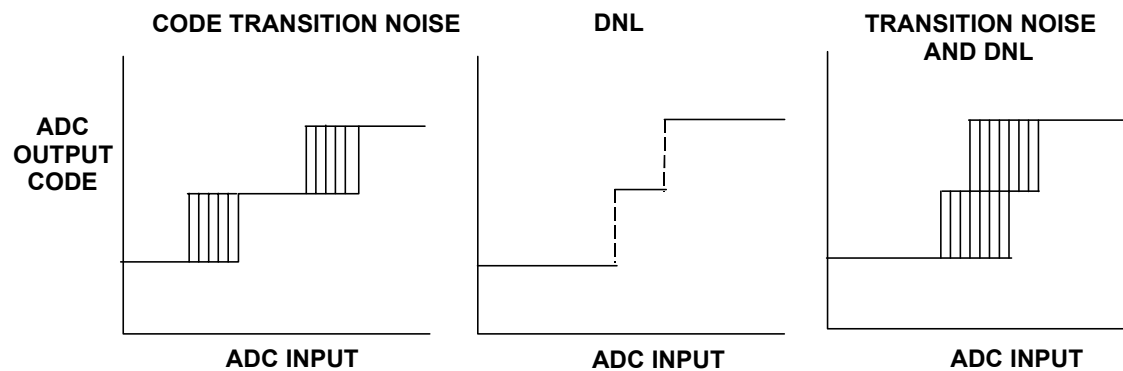 CODE TRANSITION NOISE
DNL
TRANSITION NOISE
AND DNL
ADC
OUTPUT
CODE
ADC INPUT
ADC INPUT
ADC INPUT